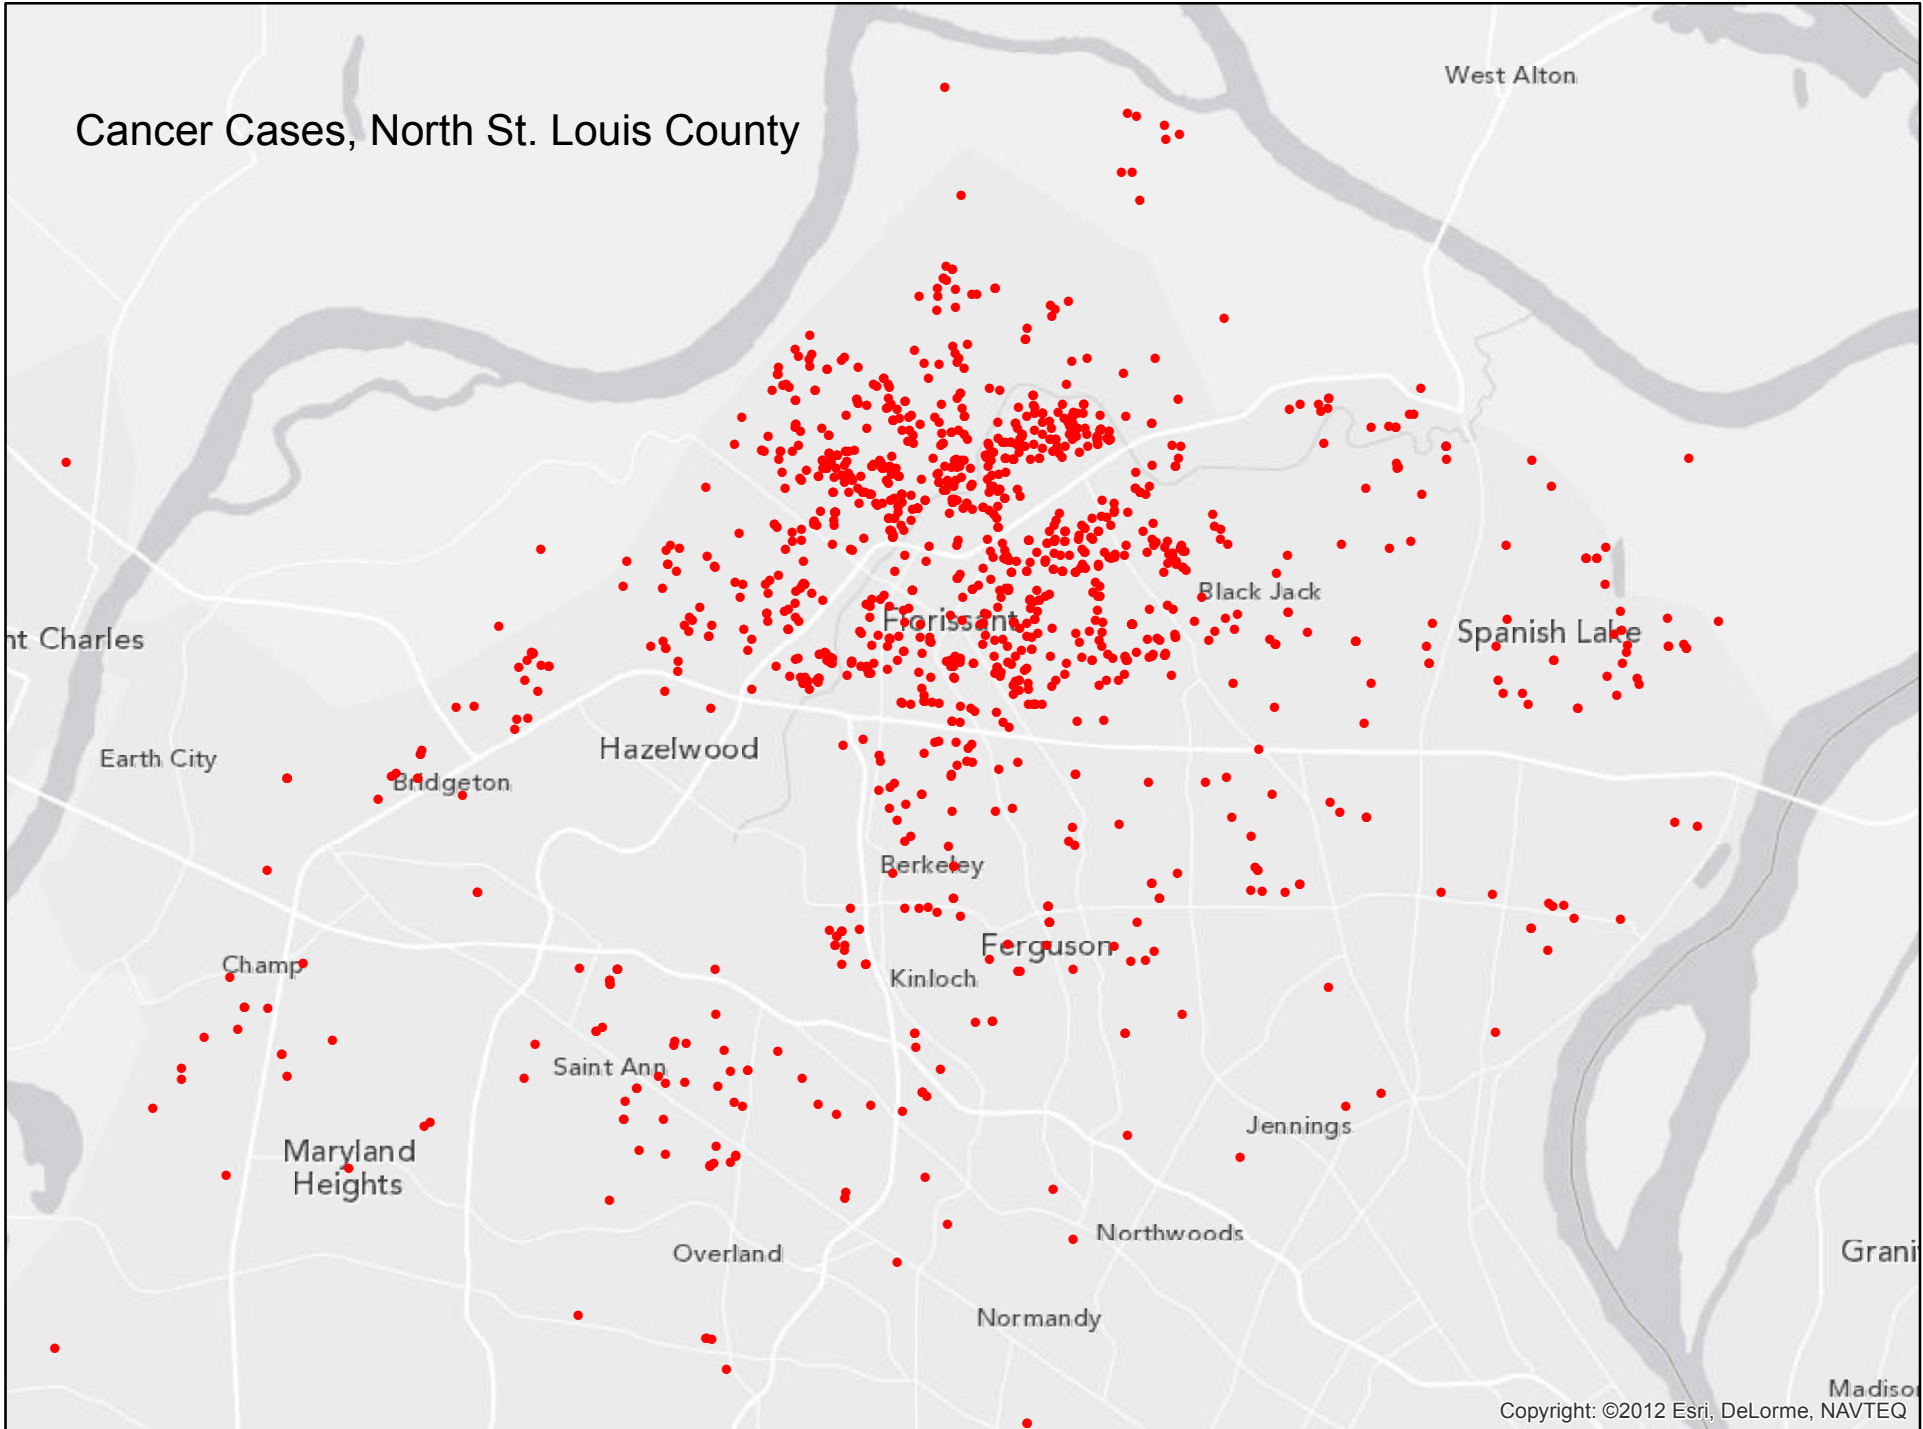 West Alton
Cancer Cases, North St. Louis County
Black Jack
Florissant
Spanish Lake
nt Charles
Hazelwood
Earth City
Bridgeton
Berkeley
Ferguson
Champ
Kinloch
Saint Ann
Jennings
Maryland
Heights
Northwoods
Overland
Grani
Normandy
Madison
Copyright: ©2012 Esri, DeLorme, NAVTEQ